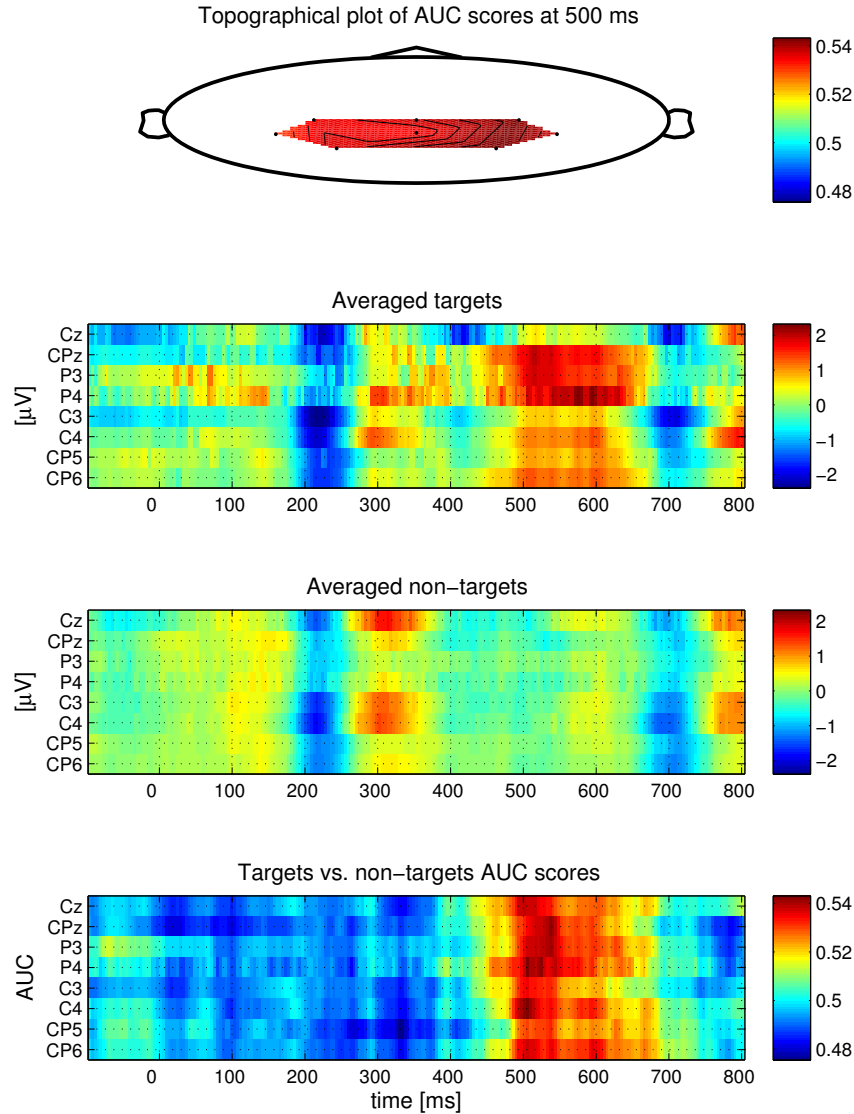 Topographical plot of AUC scores at 500 ms
0.54
0.52
0.5
0.48
Averaged targets
[μV]
Cz
CPz
P3
P4
C3
C4
CP5
CP6
0 100 200 300 400 500 600 700 800
2
1
0
−1
−2
Averaged non−targets
[μV]
Cz
CPz
P3
P4
C3
C4
CP5
CP6
0 100 200 300 400 500 600 700 800
2
1
0
−1
−2
Targets vs. non−targets AUC scores
AUC
Cz
CPz
P3
P4
C3
C4
CP5
CP6
0 100 200 300 400 500 600 700 800
time [ms]
0.54
0.52
0.5
0.48